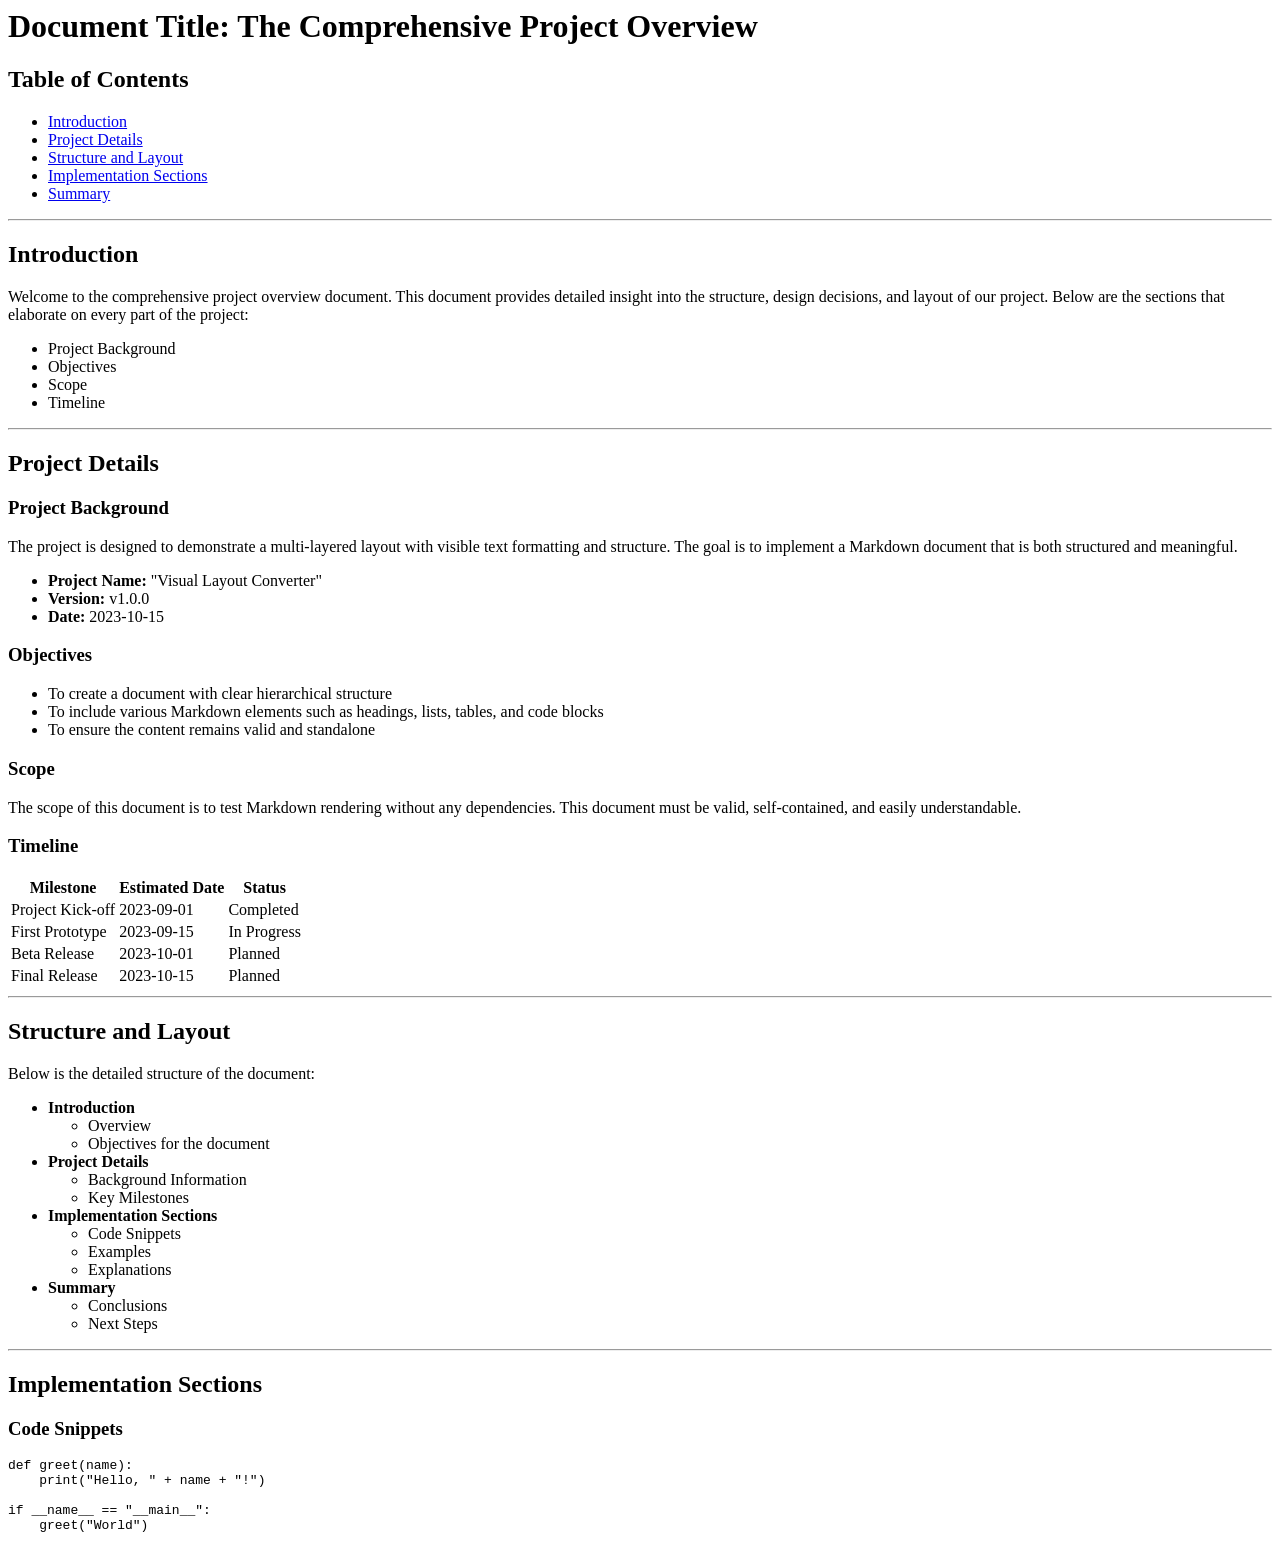 Document Title: The Comprehensive Project Overview
Table of Contents
Introduction
Project Details
Structure and Layout
Implementation Sections
Summary
Introduction
Welcome to the comprehensive project overview document. This document provides detailed insight into the structure, design decisions, and layout of our project. Below are the sections that
elaborate on every part of the project:
Project Background
Objectives
Scope
Timeline
Project Details
Project Background
The project is designed to demonstrate a multi-layered layout with visible text formatting and structure. The goal is to implement a Markdown document that is both structured and meaningful.
Project Name: "Visual Layout Converter"
Version: v1.0.0
Date: 2023-10-15
Objectives
To create a document with clear hierarchical structure
To include various Markdown elements such as headings, lists, tables, and code blocks
To ensure the content remains valid and standalone
Scope
The scope of this document is to test Markdown rendering without any dependencies. This document must be valid, self-contained, and easily understandable.
Timeline
Milestone Estimated Date Status
Project Kick-off 2023-09-01 Completed
First Prototype 2023-09-15 In Progress
Beta Release 2023-10-01 Planned
Final Release 2023-10-15 Planned
Structure and Layout
Below is the detailed structure of the document:
Introduction
Overview
Objectives for the document
Project Details
Background Information
Key Milestones
Implementation Sections
Code Snippets
Examples
Explanations
Summary
Conclusions
Next Steps
Implementation Sections
Code Snippets
def greet(name):
    print("Hello, " + name + "!")
if __name__ == "__main__":
    greet("World")